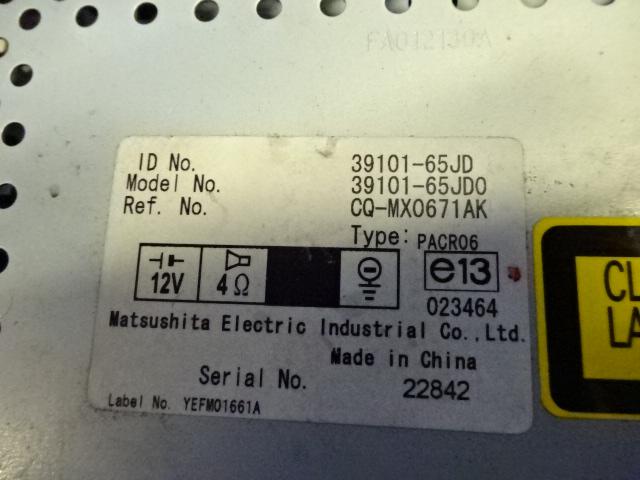 FA012130A
ID No. 39101-65JD
Model No. 39101-65JD0
Ref. No. CQ-MX0671AK
Type: PACR06
12V
4 Ω
e13
023464
Matsushita Electric Industrial Co., Ltd.
Made in China
Serial No. 22842
Label No. YEFM01661A
CL
LA